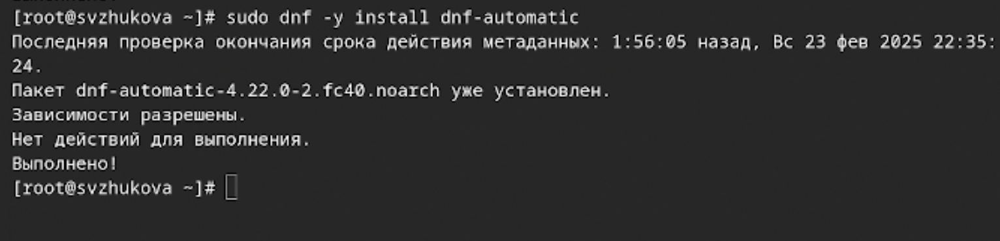 [root@svzhukova ~]# sudo dnf -y install dnf-automatic
Последняя проверка окончания срока действия метаданных: 1:56:05 назад, Вс 23 фев 2025 22:35:
24.
Пакет dnf-automatic-4.22.0-2.fc40.noarch уже установлен.
Зависимости разрешены.
Нет действий для выполнения.
Выполнено!
[root@svzhukova ~]#